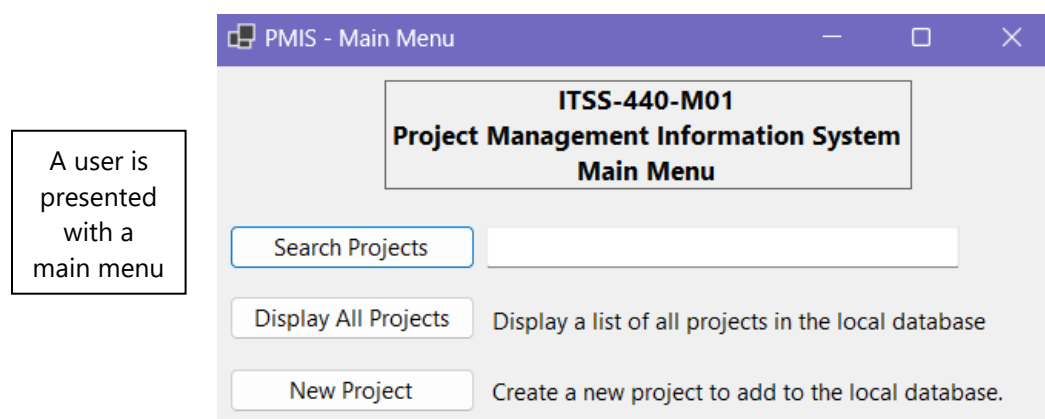 PMIS - Main Menu
ITSS-440-M01
Project Management Information System
Main Menu
A user is
presented
with a
main menu
Search Projects
Display All Projects Display a list of all projects in the local database
New Project Create a new project to add to the local database.